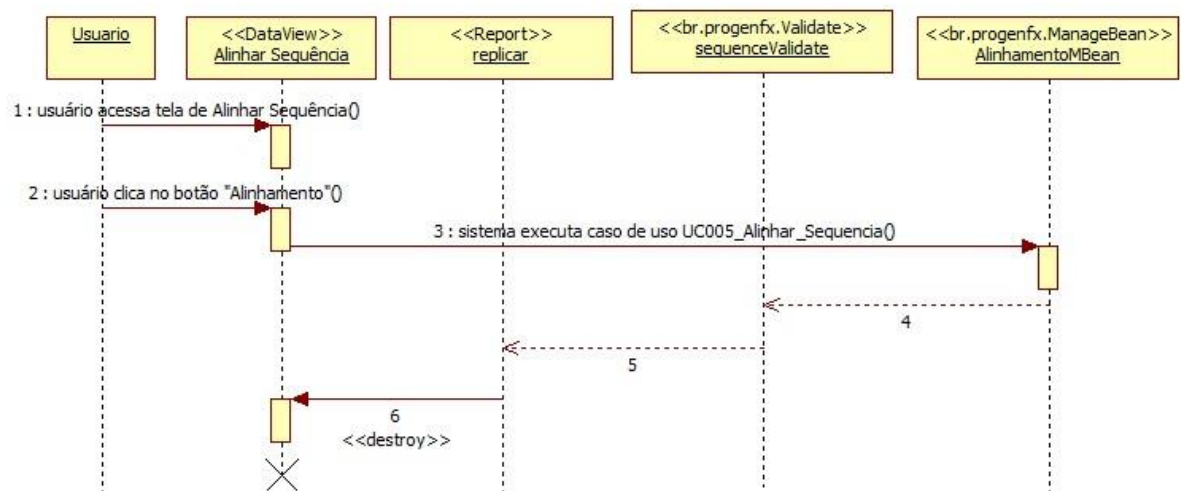 Usuario
<<DataView>>
Alinhar Sequência
<<Report>>
replicar
<<br.progenfx.Validate>>
sequenceValidate
<<br.progenfx.ManageBean>>
AlinhamentoMBean
1 : usuário acessa tela de Alinhar Sequência()
2 : usuário clica no botão "Alinhamento"()
3 : sistema executa caso de uso UC005_Alinhar_Sequencia()
4
5
6
<<destroy>>